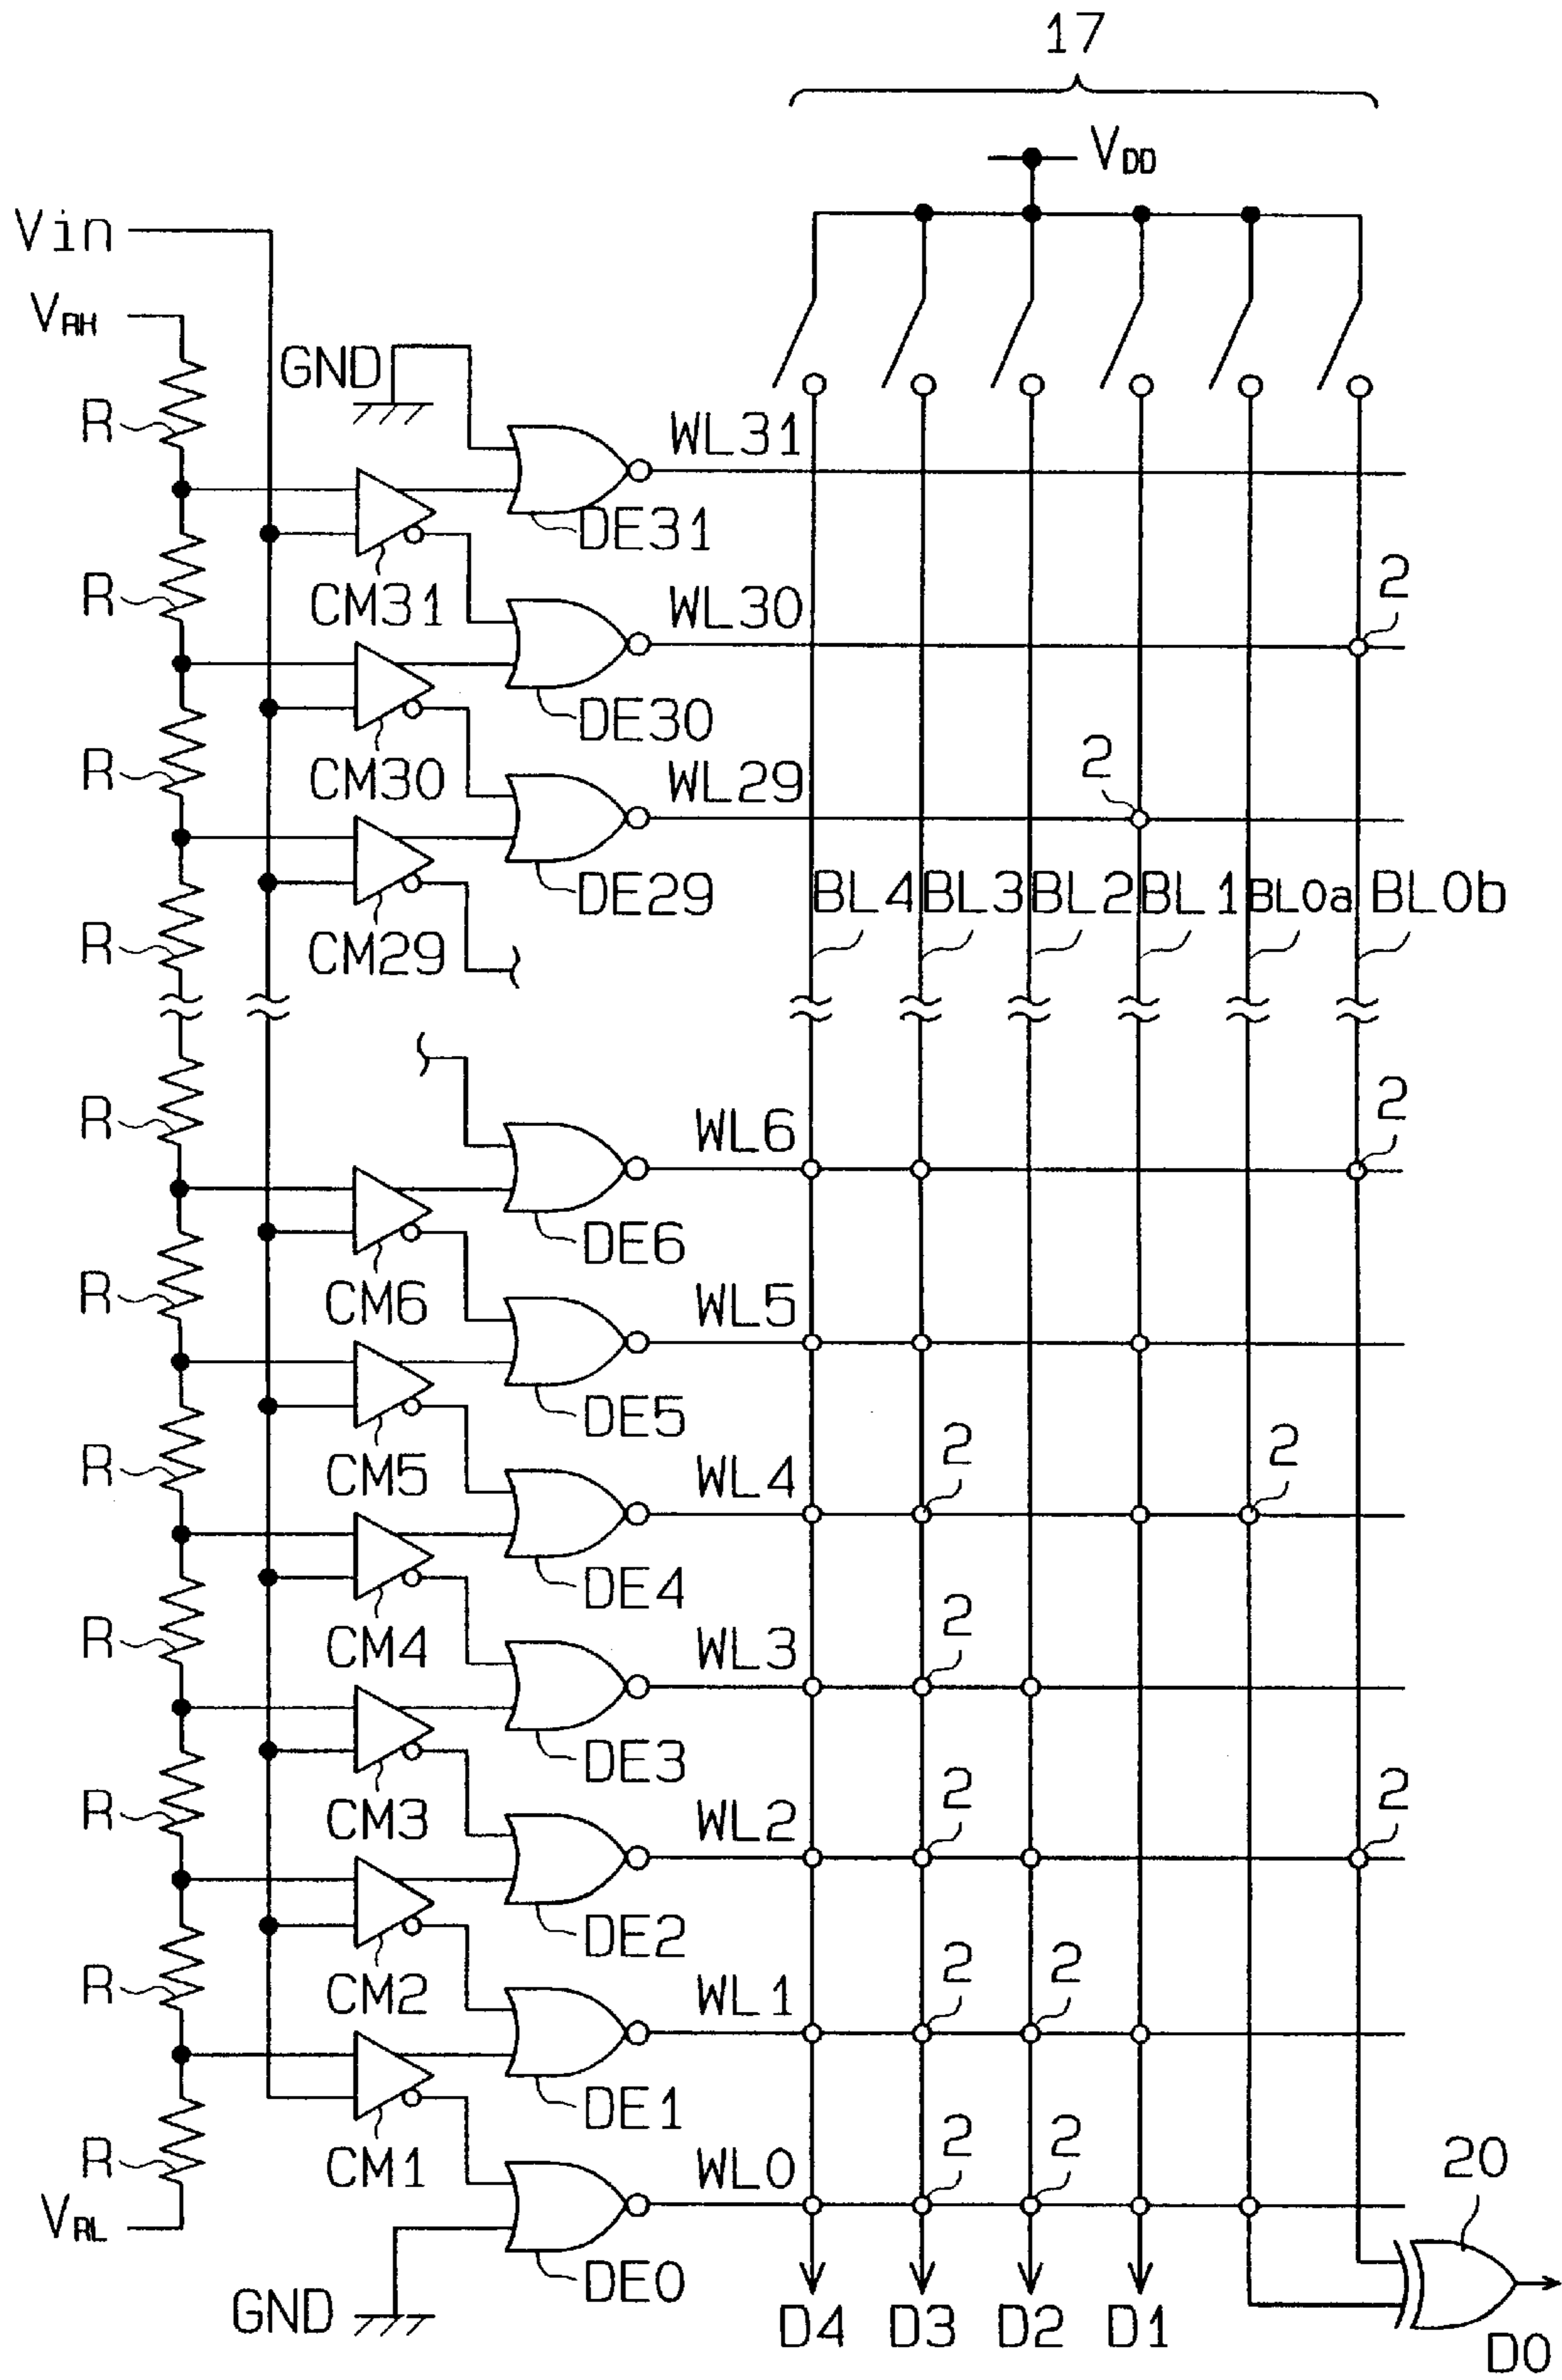 17
VDD
Vin
VRH
GND
R
WL31
DE31
CM31
R
WL30
2
DE30
CM30
R
WL29
2
DE29
CM29
R
BL4 BL3 BL2 BL1 BL0a BL0b
R
WL6
2
DE6
CM6
R
WL5
DE5
CM5
R
WL4
2
2
DE4
CM4
R
WL3
2
DE3
CM3
R
WL2
2
2
DE2
CM2
R
WL1
2
2
DE1
CM1
R
WL0
2
2
20
VRL
DE0
GND
D4 D3 D2 D1 D0